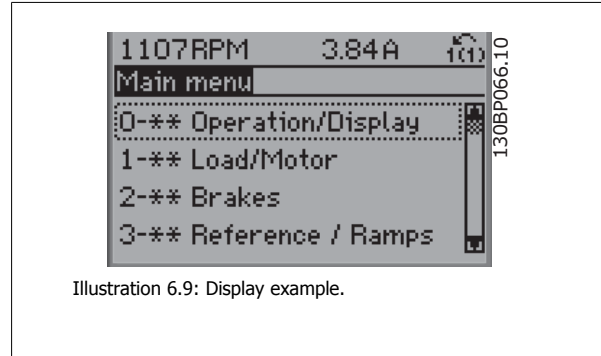 1107RPM 3.84A 1(1)
Main menu
0-** Operation/Display
1-** Load/Motor
2-** Brakes
3-** Reference / Ramps
130BP066.10
Illustration 6.9: Display example.